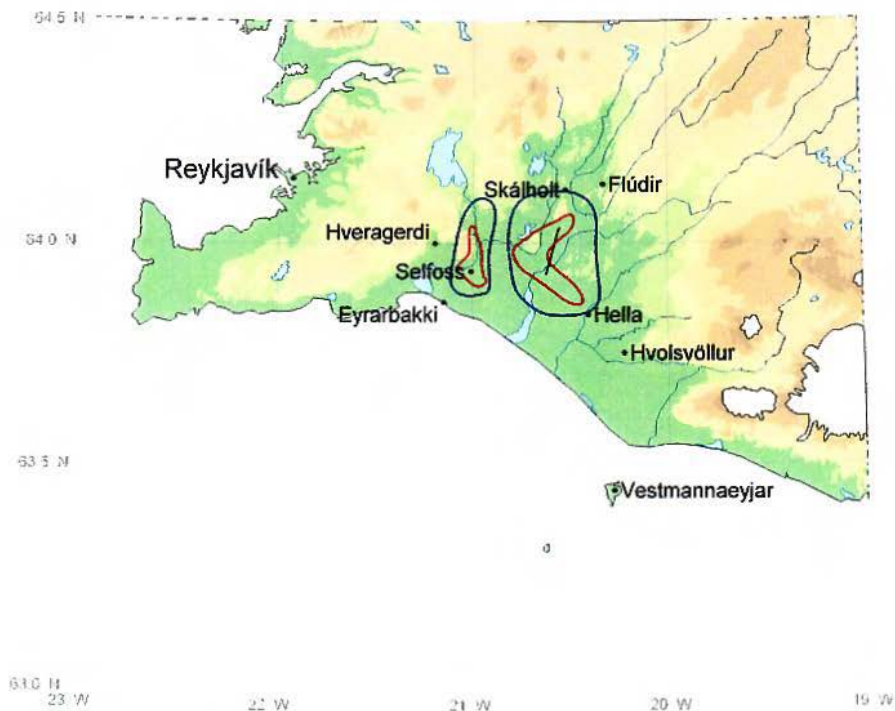 64.5 N
Reykjavík
Skálholt
Flúdir
Hveragerdi
64.0 N
Selfoss
Eyrarbakki
Hella
Hvolsvöllur
63.5 N
Vestmannaeyjar
63.0 N
23 W
22 W
21 W
20 W
19 W